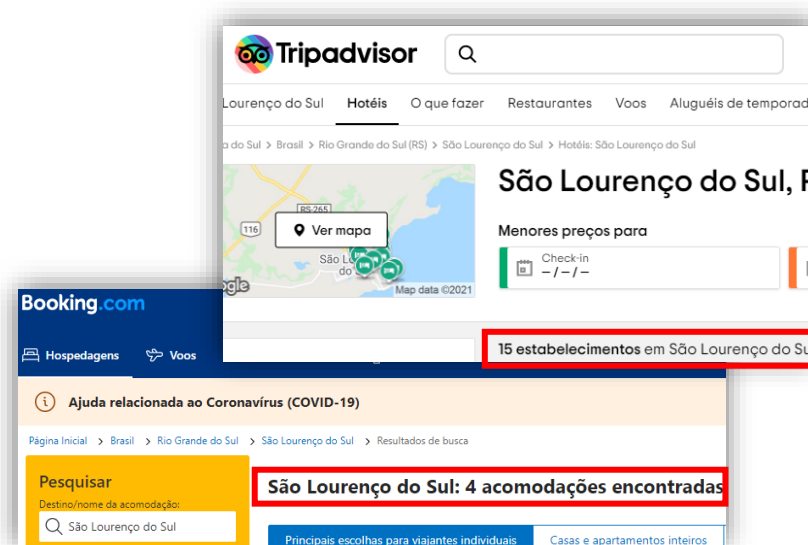 Tripadvisor
Lourenço do Sul Hotéis O que fazer Restaurantes Voos Aluguéis de temporad
a do Sul > Brasil > Rio Grande do Sul (RS) > São Lourenço do Sul > Hotéis: São Lourenço do Sul
São Lourenço do Sul,
RS-265
116
Ver mapa
São L
do
ogle
Map data ©2021
Menores preços para
Check-in
– / – / –
15 estabelecimentos em São Lourenço do Su
Booking.com
Hospedagens Voos
Ajuda relacionada ao Coronavírus (COVID-19)
Página Inicial > Brasil > Rio Grande do Sul > São Lourenço do Sul > Resultados de busca
Pesquisar
Destino/nome da acomodação:
São Lourenço do Sul
São Lourenço do Sul: 4 acomodações encontradas
Principais escolhas para viajantes individuais Casas e apartamentos inteiros